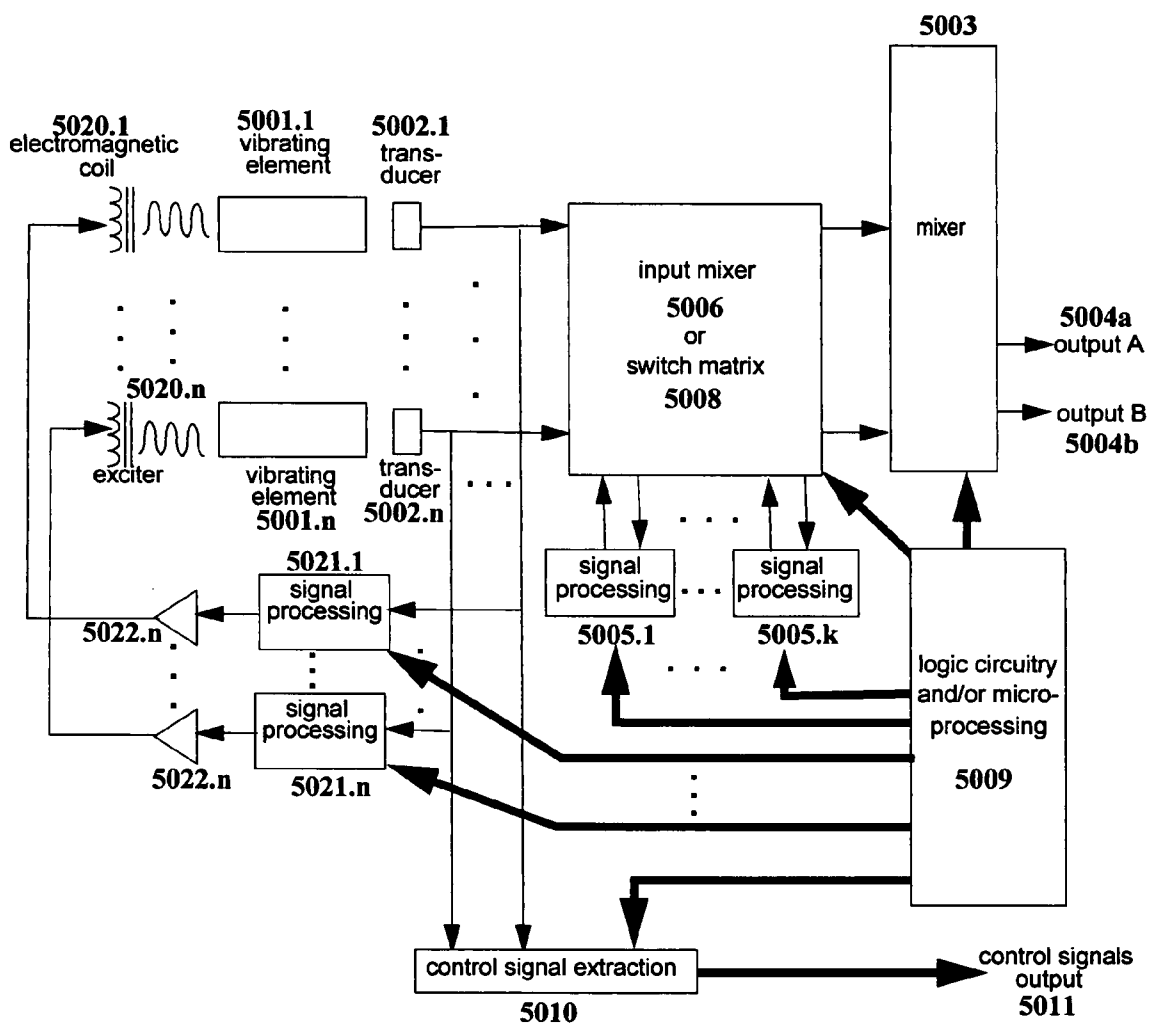 5003
5020.1
electromagnetic
coil
5001.1
vibrating
element
5002.1
trans-
ducer
mixer
input mixer
5006
or
switch matrix
5008
5004a
output A
output B
5004b
5020.n
exciter
vibrating
element
5001.n
trans-
ducer
5002.n
5021.1
signal
processing
5022.n
signal
processing
5021.n
5022.n
signal
processing
5005.1
signal
processing
5005.k
logic circuitry
and/or micro-
processing
5009
control signal extraction
5010
control signals
output
5011